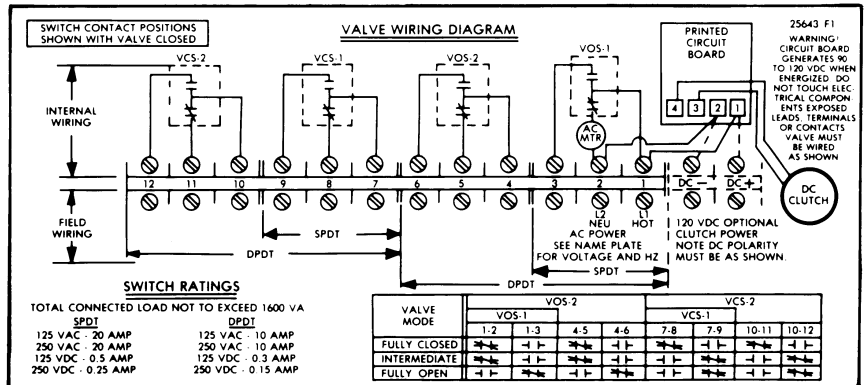 SWITCH CONTACT POSITIONS
SHOWN WITH VALVE CLOSED
VALVE WIRING DIAGRAM
25643 F1
WARNING!
CIRCUIT BOARD
GENERATES 90
TO 120 VDC WHEN
ENERGIZED. DO
NOT TOUCH ELEC-
TRICAL COMPON-
ENTS EXPOSED
LEADS, TERMINALS
OR CONTACTS
VALVE MUST
BE WIRED
AS SHOWN
PRINTED
CIRCUIT
BOARD
4 3 2 1
VCS-2
VCS-1
VOS-2
VOS-1
INTERNAL
WIRING
AC
MTR
12 11 10 9 8 7 6 5 4 3 2 1 DC - DC +
DC
CLUTCH
FIELD
WIRING
SPDT
DPDT
L2
NEU
L1
HOT
AC POWER
SEE NAME PLATE
FOR VOLTAGE AND HZ
SPDT
DPDT
120 VDC OPTIONAL
CLUTCH POWER
NOTE DC POLARITY
MUST BE AS SHOWN.
SWITCH RATINGS
TOTAL CONNECTED LOAD NOT TO EXCEED 1600 VA
SPDT DPDT
125 VAC - 20 AMP 125 VAC - 10 AMP
250 VAC - 20 AMP 250 VAC - 10 AMP
125 VDC - 0.5 AMP 125 VDC - 0.3 AMP
250 VDC - 0.25 AMP 250 VDC - 0.15 AMP
VALVE
MODE
VOS-2 VCS-2
VOS-1 VCS-1
1-2 1-3 4-5 4-6 7-8 7-9 10-11 10-12
FULLY CLOSED
INTERMEDIATE
FULLY OPEN